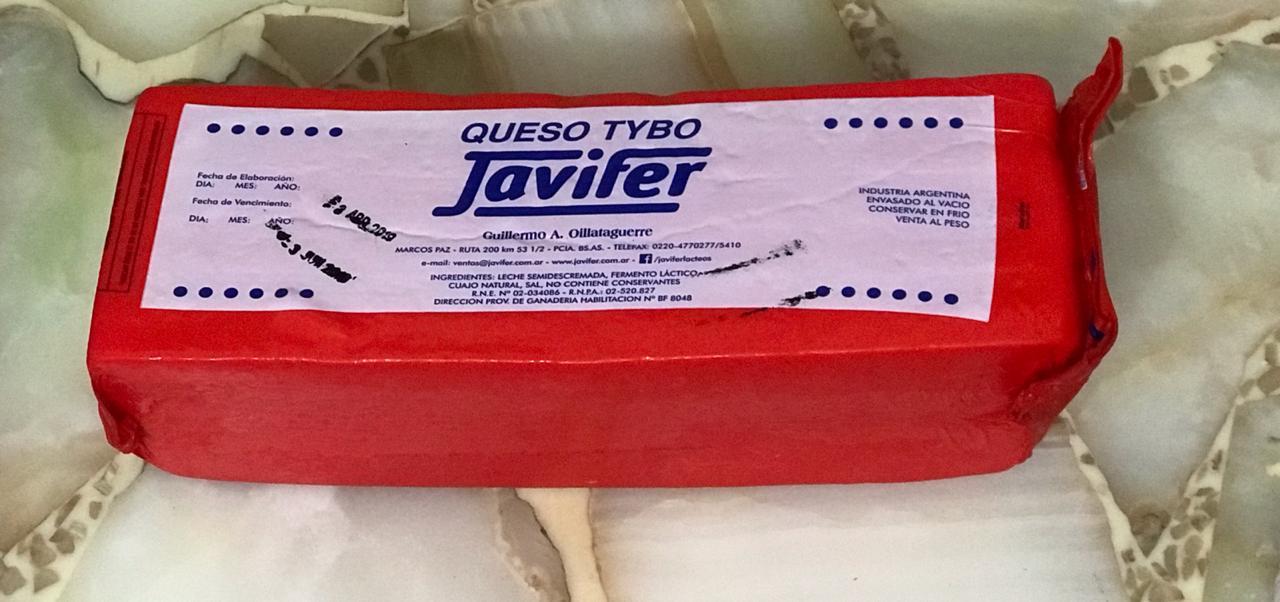 QUESO TYBO
Javifer
Guillermo A. Oillataguerre
MARCOS PAZ - RUTA 200 km 53 1/2 - PCIA. BS.AS. - TELEFAX: 0220-4770277/5410
e-mail: ventas@javifer.com.ar - www.javifer.com.ar - /javiferlacteos
INGREDIENTES: LECHE SEMIDESCREMADA, FERMENTO LÁCTICO,
CUAJO NATURAL, SAL, NO CONTIENE CONSERVANTES
R.N.E. Nº 02-034086 - R.N.P.A.: 02-520.827
DIRECCION PROV. DE GANADERIA HABILITACION Nº BF 8048
Fecha de Elaboración:
DIA: MES: AÑO:
ABR 2019
Fecha de Vencimiento:
DIA: MES: AÑO:
3 JUN
INDUSTRIA ARGENTINA
ENVASADO AL VACIO
CONSERVAR EN FRIO
VENTA AL PESO